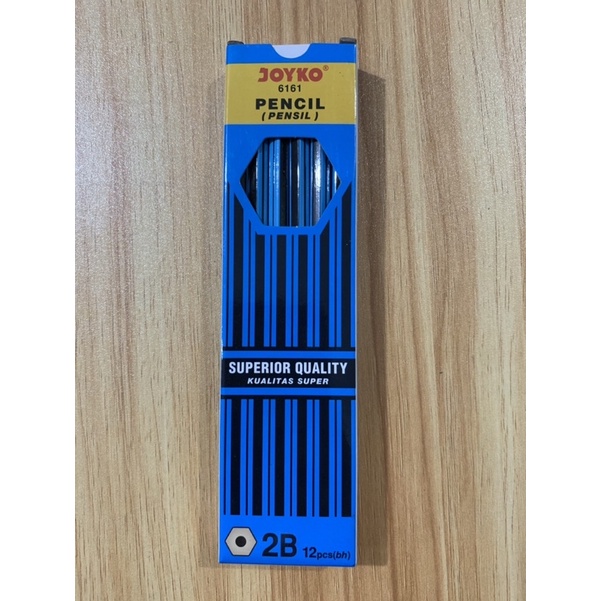 JOYKO®
6161
PENCIL
(PENSIL)
SUPERIOR QUALITY
KUALITAS SUPER
2B 12pcs(bh)